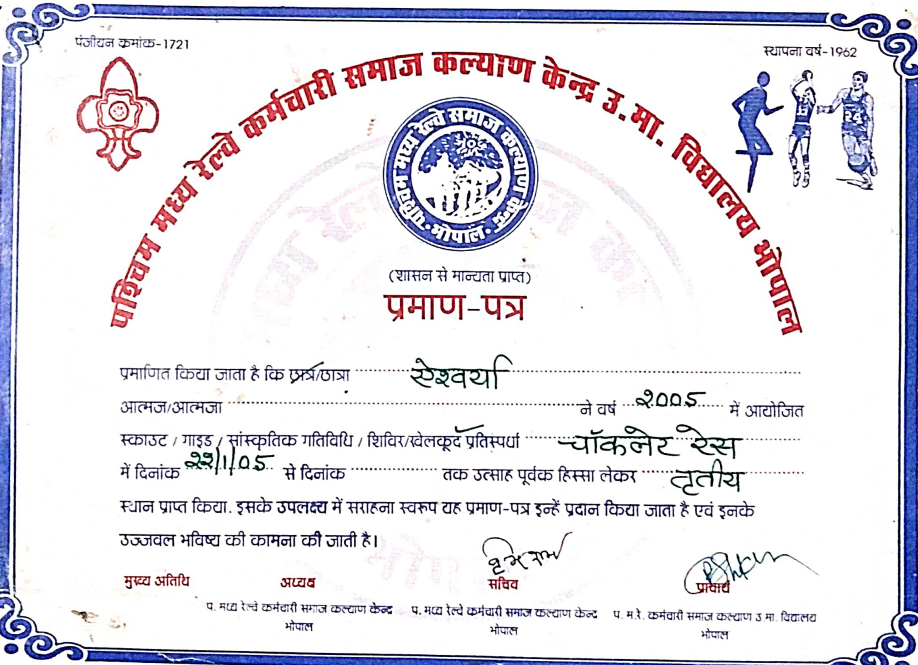 पंजीयन क्रमांक-1721
स्थापना वर्ष-1962
पश्चिम मध्य रेल्वे कर्मचारी समाज कल्याण केन्द्र उ.मा. विद्यालय भोपाल
पश्चिम मध्य रेल्वे समाज कल्याण केन्द्र
भोपाल
(शासन से मान्यता प्राप्त)
प्रमाण-पत्र
प्रमाणित किया जाता है कि छात्र/छात्रा ऐश्वर्या
आत्मज/आत्मजा ने वर्ष २००5 में आयोजित
स्काउट / गाइड / सांस्कृतिक गतिविधि / शिविर/खेलकूद प्रतिस्पर्धा चॉकलेट रेस
में दिनांक २२/1/05 से दिनांक तक उत्साह पूर्वक हिस्सा लेकर तृतीय
स्थान प्राप्त किया. इसके उपलक्ष्य में सराहना स्वरूप यह प्रमाण-पत्र इन्हें प्रदान किया जाता है एवं इनके
उज्जवल भविष्य की कामना की जाती है।
मुख्य अतिथि अध्यक्ष सचिव प्राचार्य
प. मध्य रेल्वे कर्मचारी समाज कल्याण केन्द्र प. मध्य रेल्वे कर्मचारी समाज कल्याण केन्द्र प. म.रे. कर्मचारी समाज कल्याण उ.मा. विद्यालय
भोपाल भोपाल भोपाल